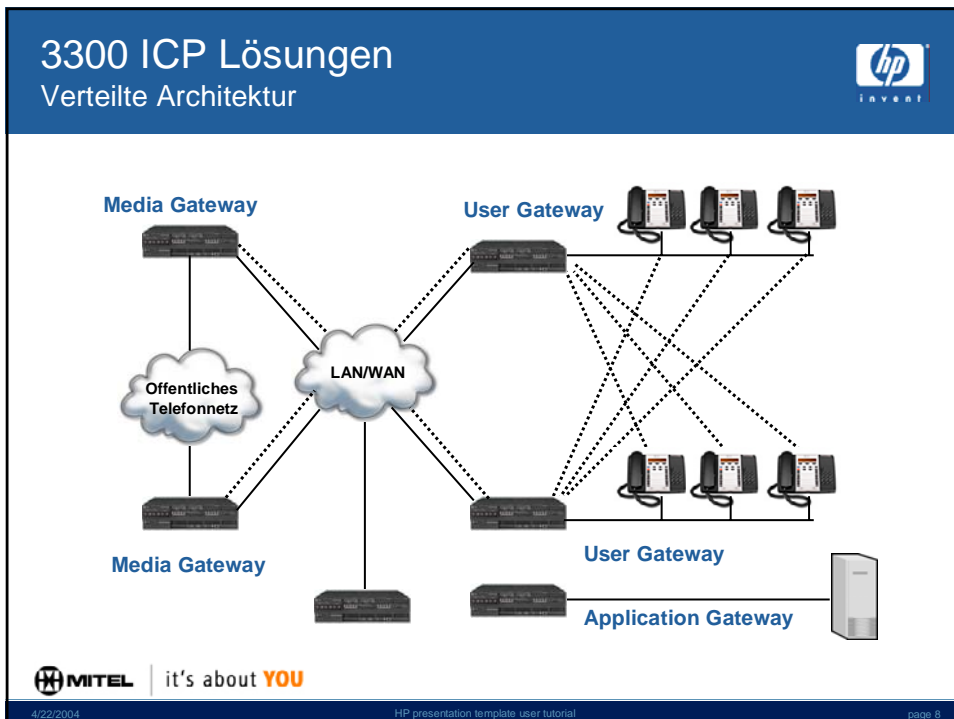 3300 ICP Lösungen
Verteilte Architektur
hp
invent
Media Gateway
User Gateway
LAN/WAN
Offentliches
Telefonnetz
Media Gateway
User Gateway
Application Gateway
MITEL
it's about YOU
4/22/2004
HP presentation template user tutorial
page 8